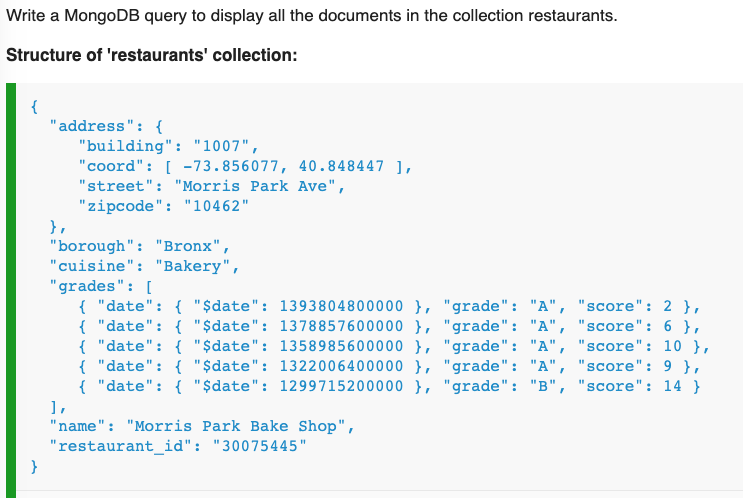 Write a MongoDB query to display all the documents in the collection restaurants.
Structure of 'restaurants' collection:
{
  "address": {
     "building": "1007",
     "coord": [ -73.856077, 40.848447 ],
     "street": "Morris Park Ave",
     "zipcode": "10462"
  },
  "borough": "Bronx",
  "cuisine": "Bakery",
  "grades": [
     { "date": { "$date": 1393804800000 }, "grade": "A", "score": 2 },
     { "date": { "$date": 1378857600000 }, "grade": "A", "score": 6 },
     { "date": { "$date": 1358985600000 }, "grade": "A", "score": 10 },
     { "date": { "$date": 1322006400000 }, "grade": "A", "score": 9 },
     { "date": { "$date": 1299715200000 }, "grade": "B", "score": 14 }
  ],
  "name": "Morris Park Bake Shop",
  "restaurant_id": "30075445"
}